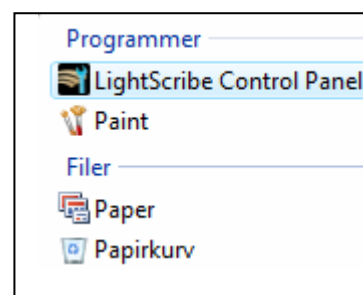 Programmer
LightScribe Control Panel
Paint
Filer
Paper
Papirkurv